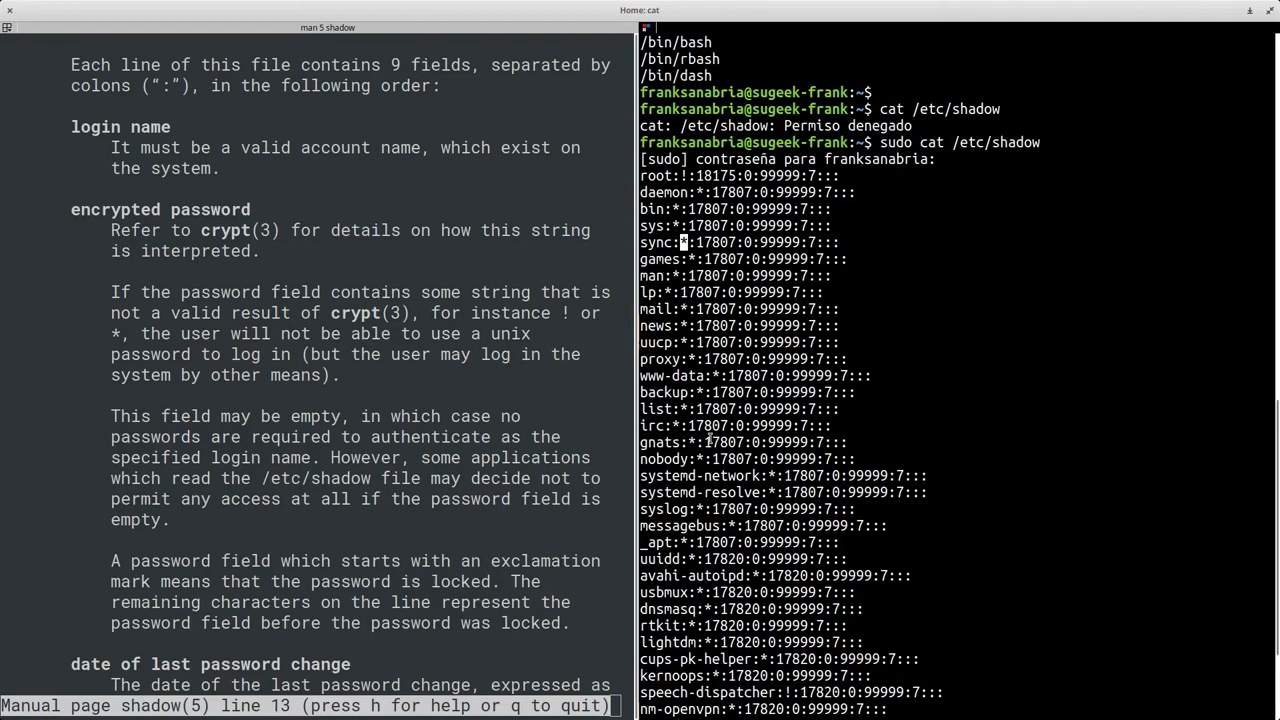 Home: cat
man 5 shadow
Each line of this file contains 9 fields, separated by
colons (“:”), in the following order:
login name
It must be a valid account name, which exist on
the system.
encrypted password
Refer to crypt(3) for details on how this string
is interpreted.
If the password field contains some string that is
not a valid result of crypt(3), for instance ! or
*, the user will not be able to use a unix
password to log in (but the user may log in the
system by other means).
This field may be empty, in which case no
passwords are required to authenticate as the
specified login name. However, some applications
which read the /etc/shadow file may decide not to
permit any access at all if the password field is
empty.
A password field which starts with an exclamation
mark means that the password is locked. The
remaining characters on the line represent the
password field before the password was locked.
date of last password change
The date of the last password change, expressed as
Manual page shadow(5) line 13 (press h for help or q to quit)
/bin/bash
/bin/rbash
/bin/dash
franksanabria@sugeek-frank:~$
franksanabria@sugeek-frank:~$ cat /etc/shadow
cat: /etc/shadow: Permiso denegado
franksanabria@sugeek-frank:~$ sudo cat /etc/shadow
[sudo] contraseña para franksanabria:
root:!:18175:0:99999:7:::
daemon:*:17807:0:99999:7:::
bin:*:17807:0:99999:7:::
sys:*:17807:0:99999:7:::
sync:*:17807:0:99999:7:::
games:*:17807:0:99999:7:::
man:*:17807:0:99999:7:::
lp:*:17807:0:99999:7:::
mail:*:17807:0:99999:7:::
news:*:17807:0:99999:7:::
uucp:*:17807:0:99999:7:::
proxy:*:17807:0:99999:7:::
www-data:*:17807:0:99999:7:::
backup:*:17807:0:99999:7:::
list:*:17807:0:99999:7:::
irc:*:17807:0:99999:7:::
gnats:*:17807:0:99999:7:::
nobody:*:17807:0:99999:7:::
systemd-network:*:17807:0:99999:7:::
systemd-resolve:*:17807:0:99999:7:::
syslog:*:17807:0:99999:7:::
messagebus:*:17807:0:99999:7:::
_apt:*:17807:0:99999:7:::
uuidd:*:17820:0:99999:7:::
avahi-autoipd:*:17820:0:99999:7:::
usbmux:*:17820:0:99999:7:::
dnsmasq:*:17820:0:99999:7:::
rtkit:*:17820:0:99999:7:::
lightdm:*:17820:0:99999:7:::
cups-pk-helper:*:17820:0:99999:7:::
kernoops:*:17820:0:99999:7:::
speech-dispatcher:!:17820:0:99999:7:::
nm-openvpn:*:17820:0:99999:7:::